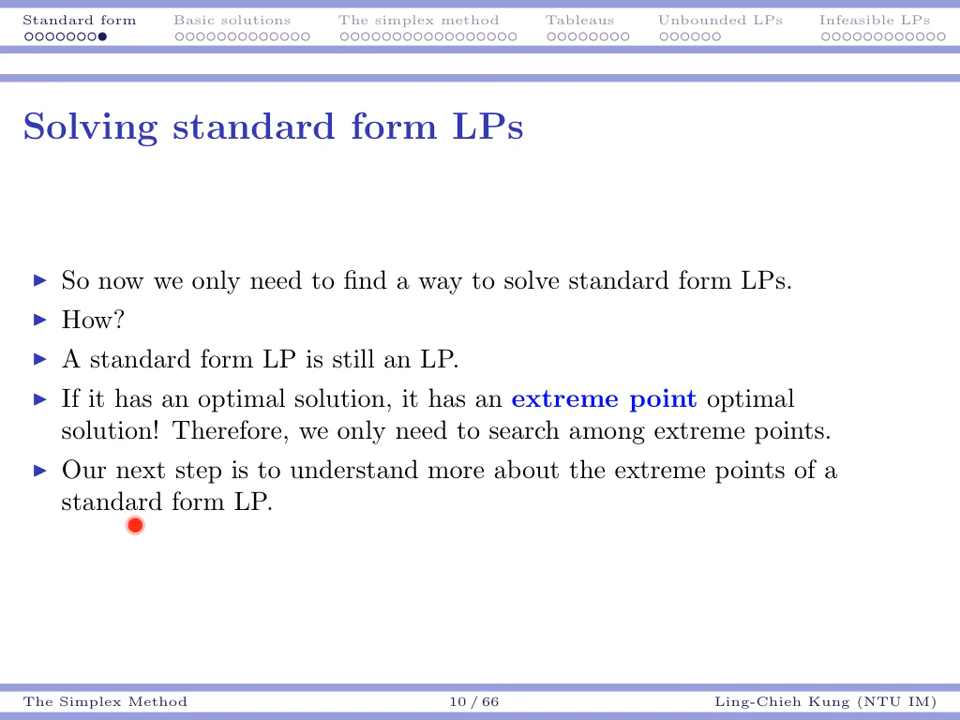 Standard form Basic solutions The simplex method Tableaus Unbounded LPs Infeasible LPs
Solving standard form LPs
So now we only need to find a way to solve standard form LPs.
How?
A standard form LP is still an LP.
If it has an optimal solution, it has an extreme point optimal
solution! Therefore, we only need to search among extreme points.
Our next step is to understand more about the extreme points of a
standard form LP.
The Simplex Method 10 / 66 Ling-Chieh Kung (NTU IM)